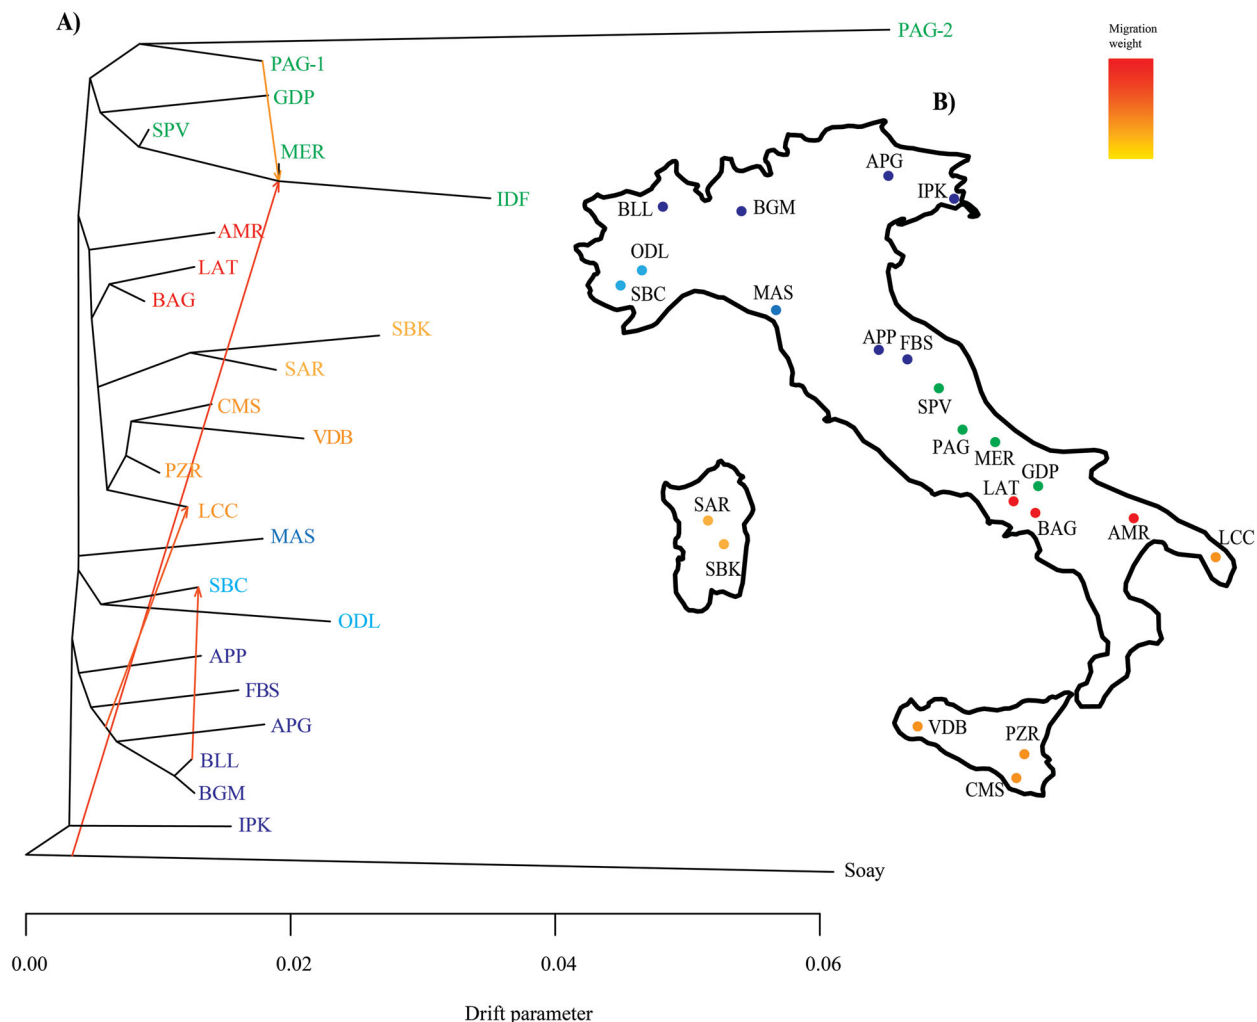 A)
PAG-2
PAG-1
GDP
SPV
MER
IDF
AMR
LAT
BAG
SBK
SAR
CMS
VDB
PZR
LCC
MAS
SBC
ODL
APP
FBS
APG
BLL
BGM
IPK
Soay
0.00 0.02 0.04 0.06
Drift parameter
Migration
weight
B)
APG
IPK
BLL
BGM
ODL
SBC
MAS
APP FBS
SPV
PAG
MER
GDP
LAT
BAG
AMR
LCC
SAR
SBK
VDB
PZR
CMS